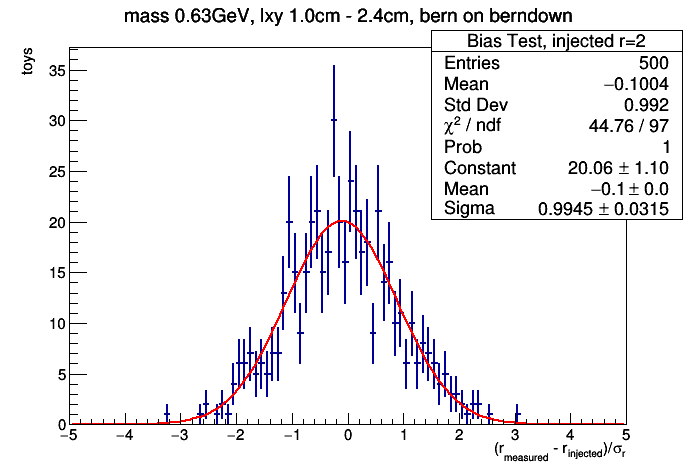 mass 0.63GeV, lxy 1.0cm - 2.4cm, bern on berndown
Bias Test, injected r=2
Entries 500
Mean −0.1004
Std Dev 0.992
χ² / ndf 44.76 / 97
Prob 1
Constant 20.06 ± 1.10
Mean −0.1 ± 0.0
Sigma 0.9945 ± 0.0315
toys
35
30
25
20
15
10
5
0
−5 −4 −3 −2 −1 0 1 2 3 4 5
(r_measured - r_injected)/σ_r